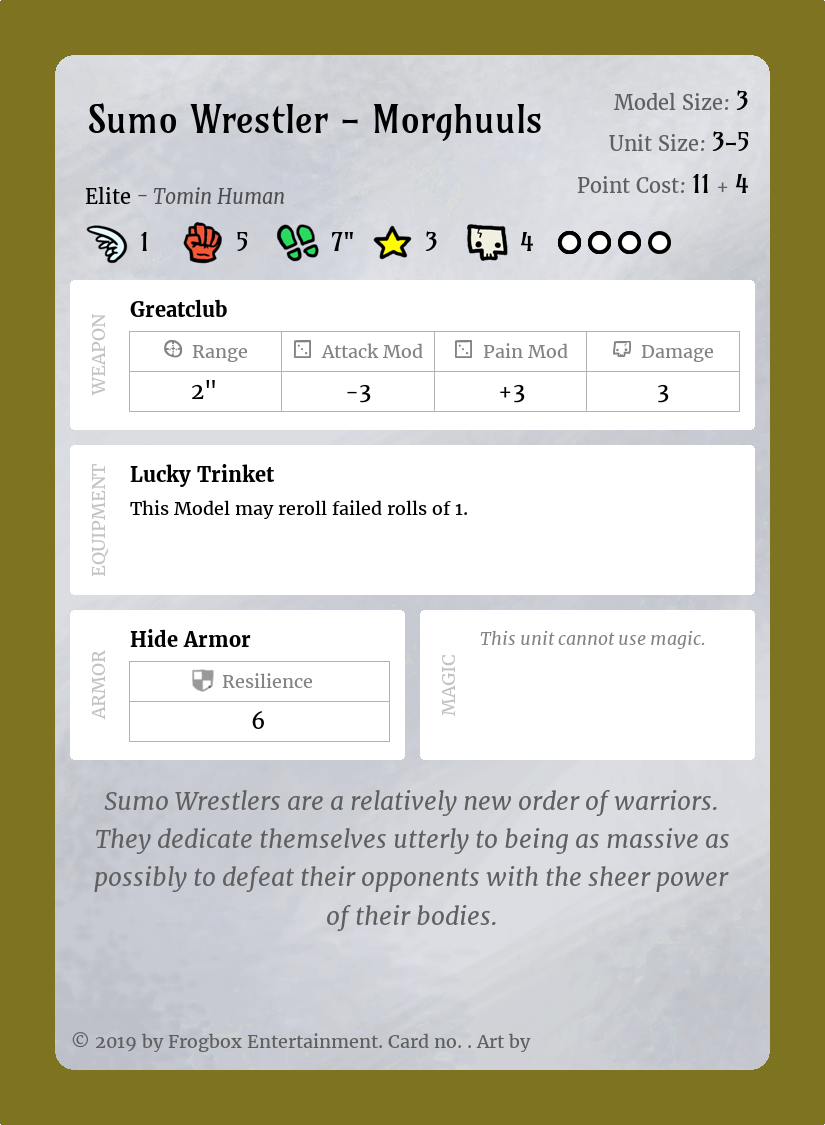 Sumo Wrestler – Morghuuls
Model Size: 3
Unit Size: 3–5
Point Cost: 11 + 4
Elite – Tomin Human
1 5 7" 3 4
WEAPON
Greatclub
Range Attack Mod Pain Mod Damage
2" -3 +3 3
EQUIPMENT
Lucky Trinket
This Model may reroll failed rolls of 1.
ARMOR
Hide Armor
Resilience
6
MAGIC
This unit cannot use magic.
Sumo Wrestlers are a relatively new order of warriors.
They dedicate themselves utterly to being as massive as
possibly to defeat their opponents with the sheer power
of their bodies.
© 2019 by Frogbox Entertainment. Card no. . Art by